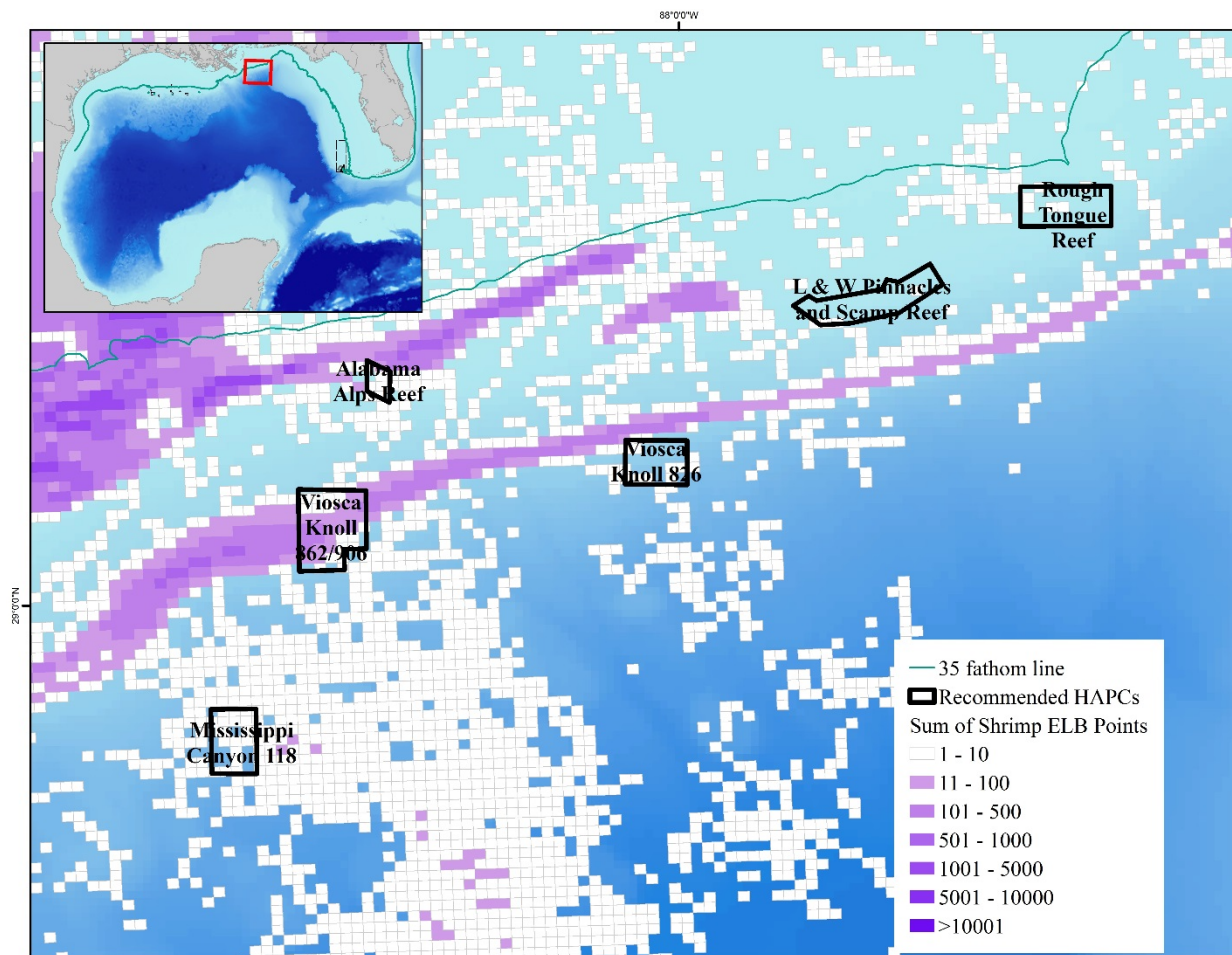 88°0'0"W
Rough
Tongue
Reef
L & W Pinnacles
and Scamp Reef
Alabama
Alps Reef
Viosca
Knoll 826
Viosca
Knoll
862/906
29°0'0"N
Mississippi
Canyon 118
35 fathom line
Recommended HAPCs
Sum of Shrimp ELB Points
1 - 10
11 - 100
101 - 500
501 - 1000
1001 - 5000
5001 - 10000
>10001